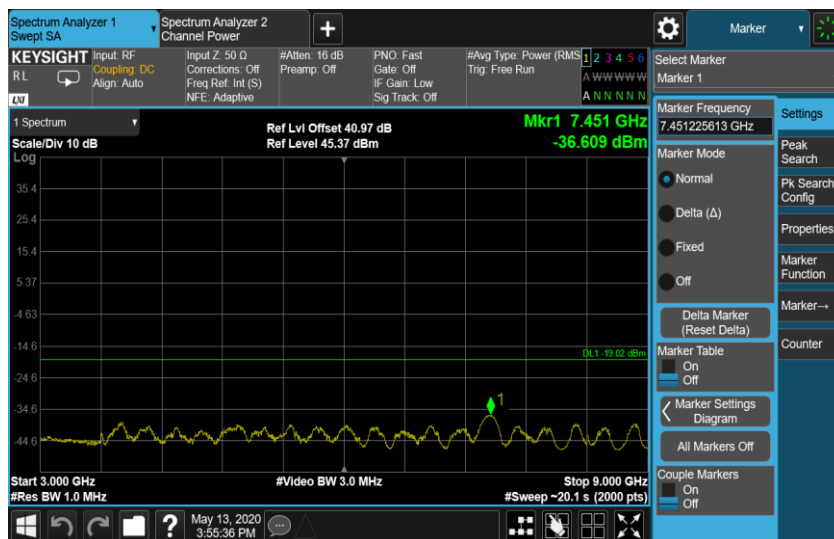 Spectrum Analyzer 1
Swept SA
Spectrum Analyzer 2
Channel Power
Marker
KEYSIGHT
R L
LXI
Input: RF
Coupling: DC
Align: Auto
Input Z: 50 Ω
Corrections: Off
Freq Ref: Int (S)
NFE: Adaptive
#Atten: 16 dB
Preamp: Off
PNO: Fast
Gate: Off
IF Gain: Low
Sig Track: Off
#Avg Type: Power (RMS
Trig: Free Run
1 2 3 4 5 6
A W W W W W
A N N N N N
Select Marker
Marker 1
1 Spectrum
Scale/Div 10 dB
Log
Ref Lvl Offset 40.97 dB
Ref Level 45.37 dBm
Mkr1 7.451 GHz
-36.609 dBm
35.4
25.4
15.4
5.37
-4.63
-14.6
-24.6
-34.6
-44.6
DL1 -19.02 dBm
1
Start 3.000 GHz
#Res BW 1.0 MHz
#Video BW 3.0 MHz
Stop 9.000 GHz
#Sweep ~20.1 s (2000 pts)
Marker Frequency
7.451225613 GHz
Marker Mode
Normal
Delta (Δ)
Fixed
Off
Delta Marker
(Reset Delta)
Marker Table
On
Off
Marker Settings
Diagram
All Markers Off
Couple Markers
On
Off
Settings
Peak
Search
Pk Search
Config
Properties
Marker
Function
Marker→
Counter
?
May 13, 2020
3:55:36 PM